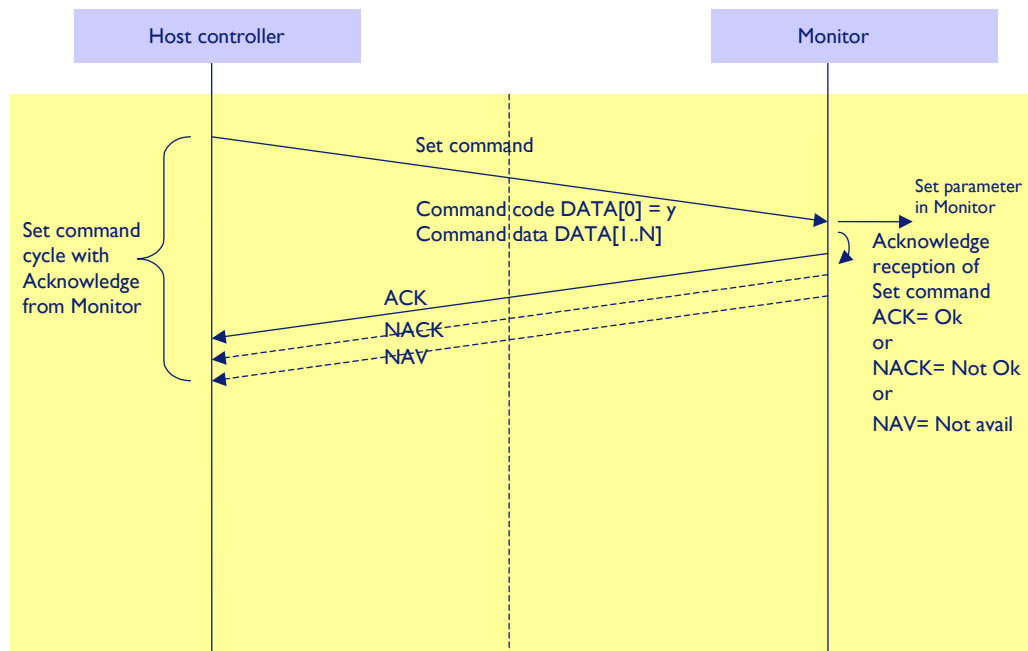 Host controller
Monitor
Set command
Command code DATA[0] = y
Command data DATA[1..N]
Set parameter
in Monitor
Set command
cycle with
Acknowledge
from Monitor
Acknowledge
reception of
Set command
ACK= Ok
or
NACK= Not Ok
or
NAV= Not avail
ACK
NACK
NAV